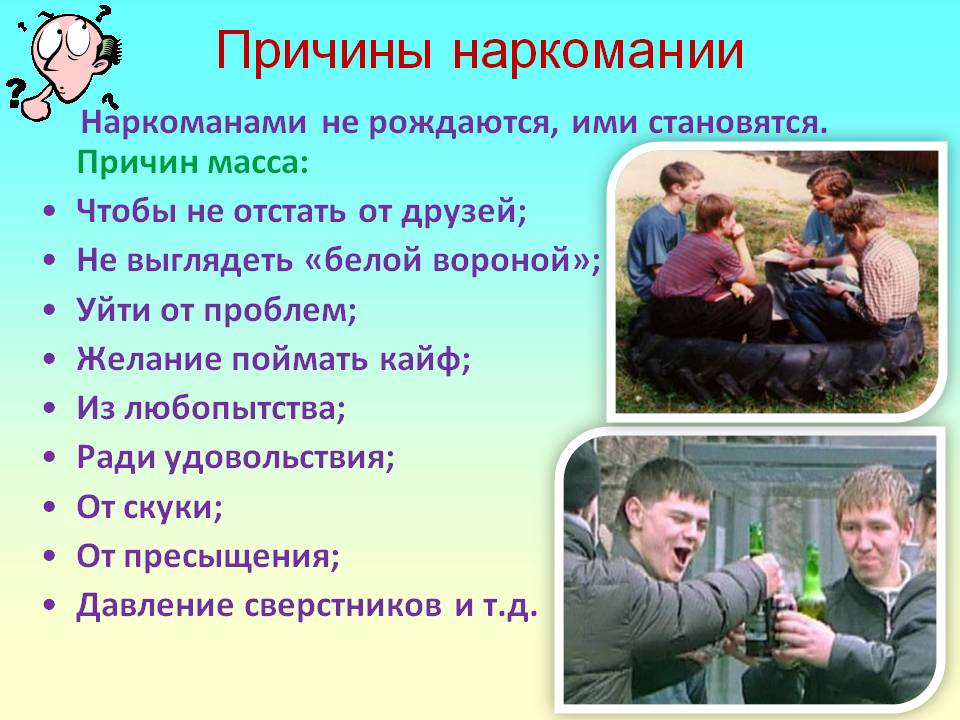 Причины наркомании
Наркоманами не рождаются, ими становятся.
Причин масса:
• Чтобы не отстать от друзей;
• Не выглядеть «белой вороной»;
• Уйти от проблем;
• Желание поймать кайф;
• Из любопытства;
• Ради удовольствия;
• От скуки;
• От пресыщения;
• Давление сверстников и т.д.